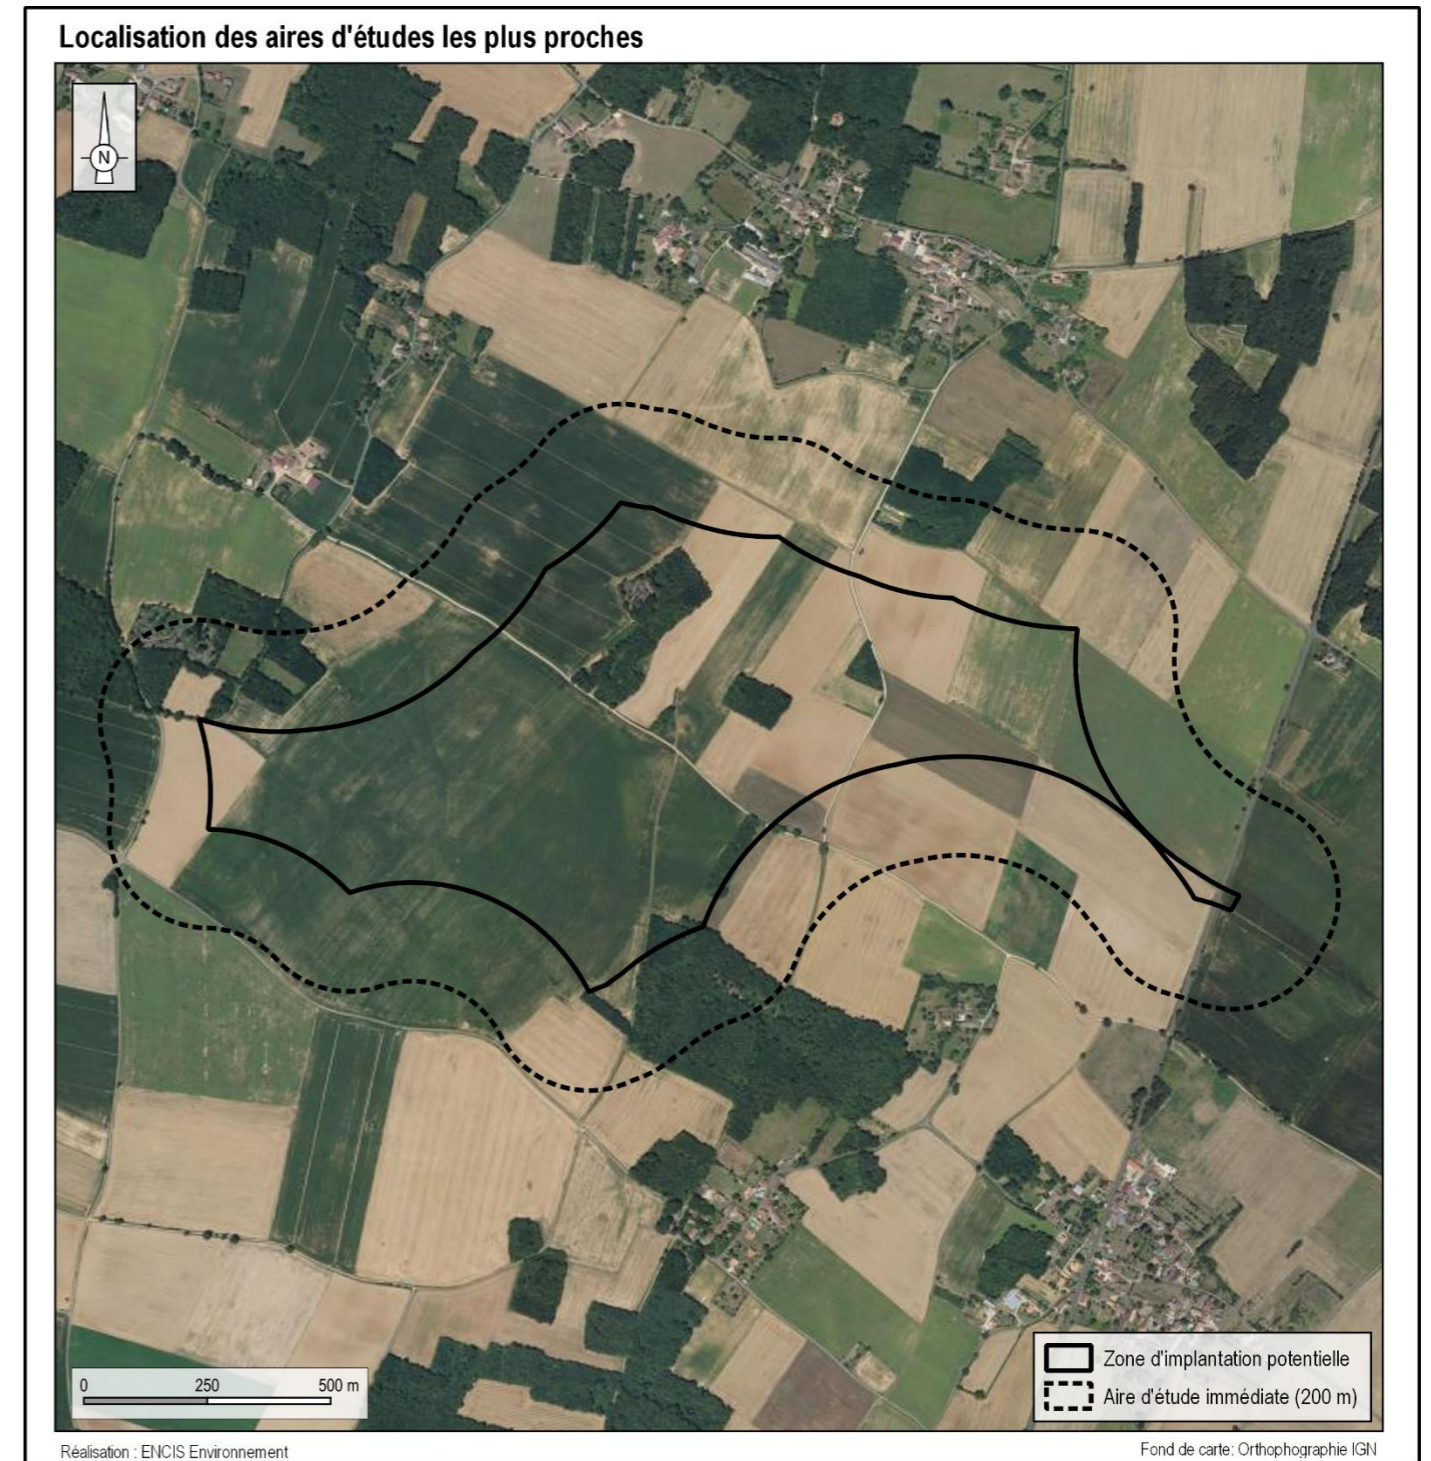 Localisation des aires d'études les plus proches
N
0 250 500 m
Zone d'implantation potentielle
Aire d'étude immédiate (200 m)
Réalisation : ENCIS Environnement
Fond de carte: Orthophographie IGN